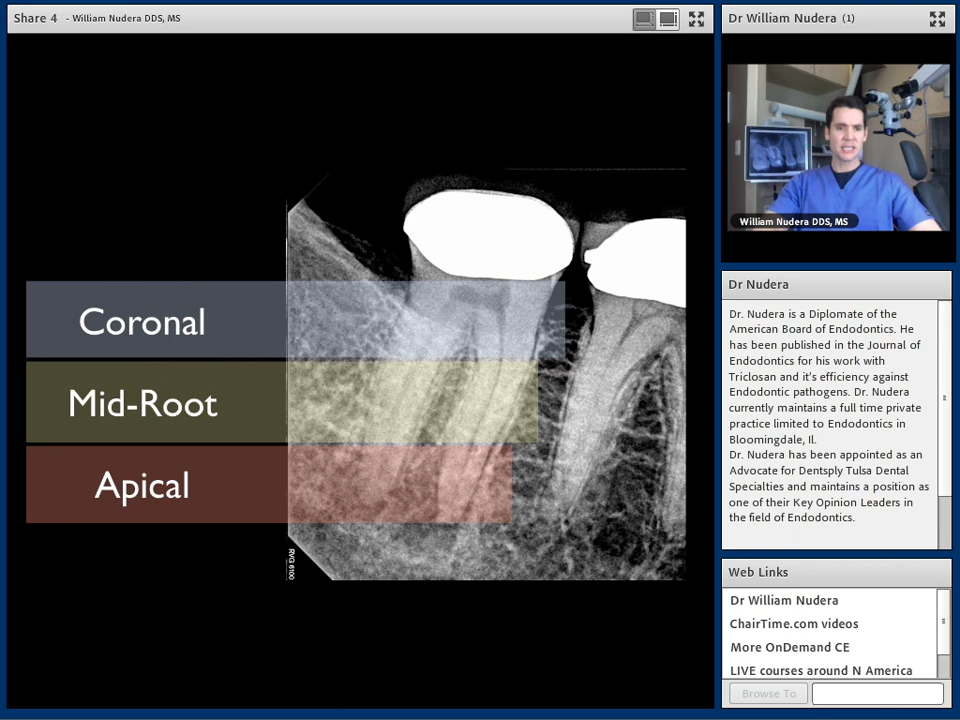 Share 4 - William Nudera DDS, MS
Coronal
Mid-Root
Apical
RVG 6100
Dr William Nudera (1)
William Nudera DDS, MS
Dr Nudera
Dr. Nudera is a Diplomate of the
American Board of Endodontics. He
has been published in the Journal of
Endodontics for his work with
Triclosan and it's efficiency against
Endodontic pathogens. Dr. Nudera
currently maintains a full time private
practice limited to Endodontics in
Bloomingdale, Il.
Dr. Nudera has been appointed as an
Advocate for Dentsply Tulsa Dental
Specialties and maintains a position as
one of their Key Opinion Leaders in
the field of Endodontics.
Web Links
Dr William Nudera
ChairTime.com videos
More OnDemand CE
LIVE courses around N America
Browse To